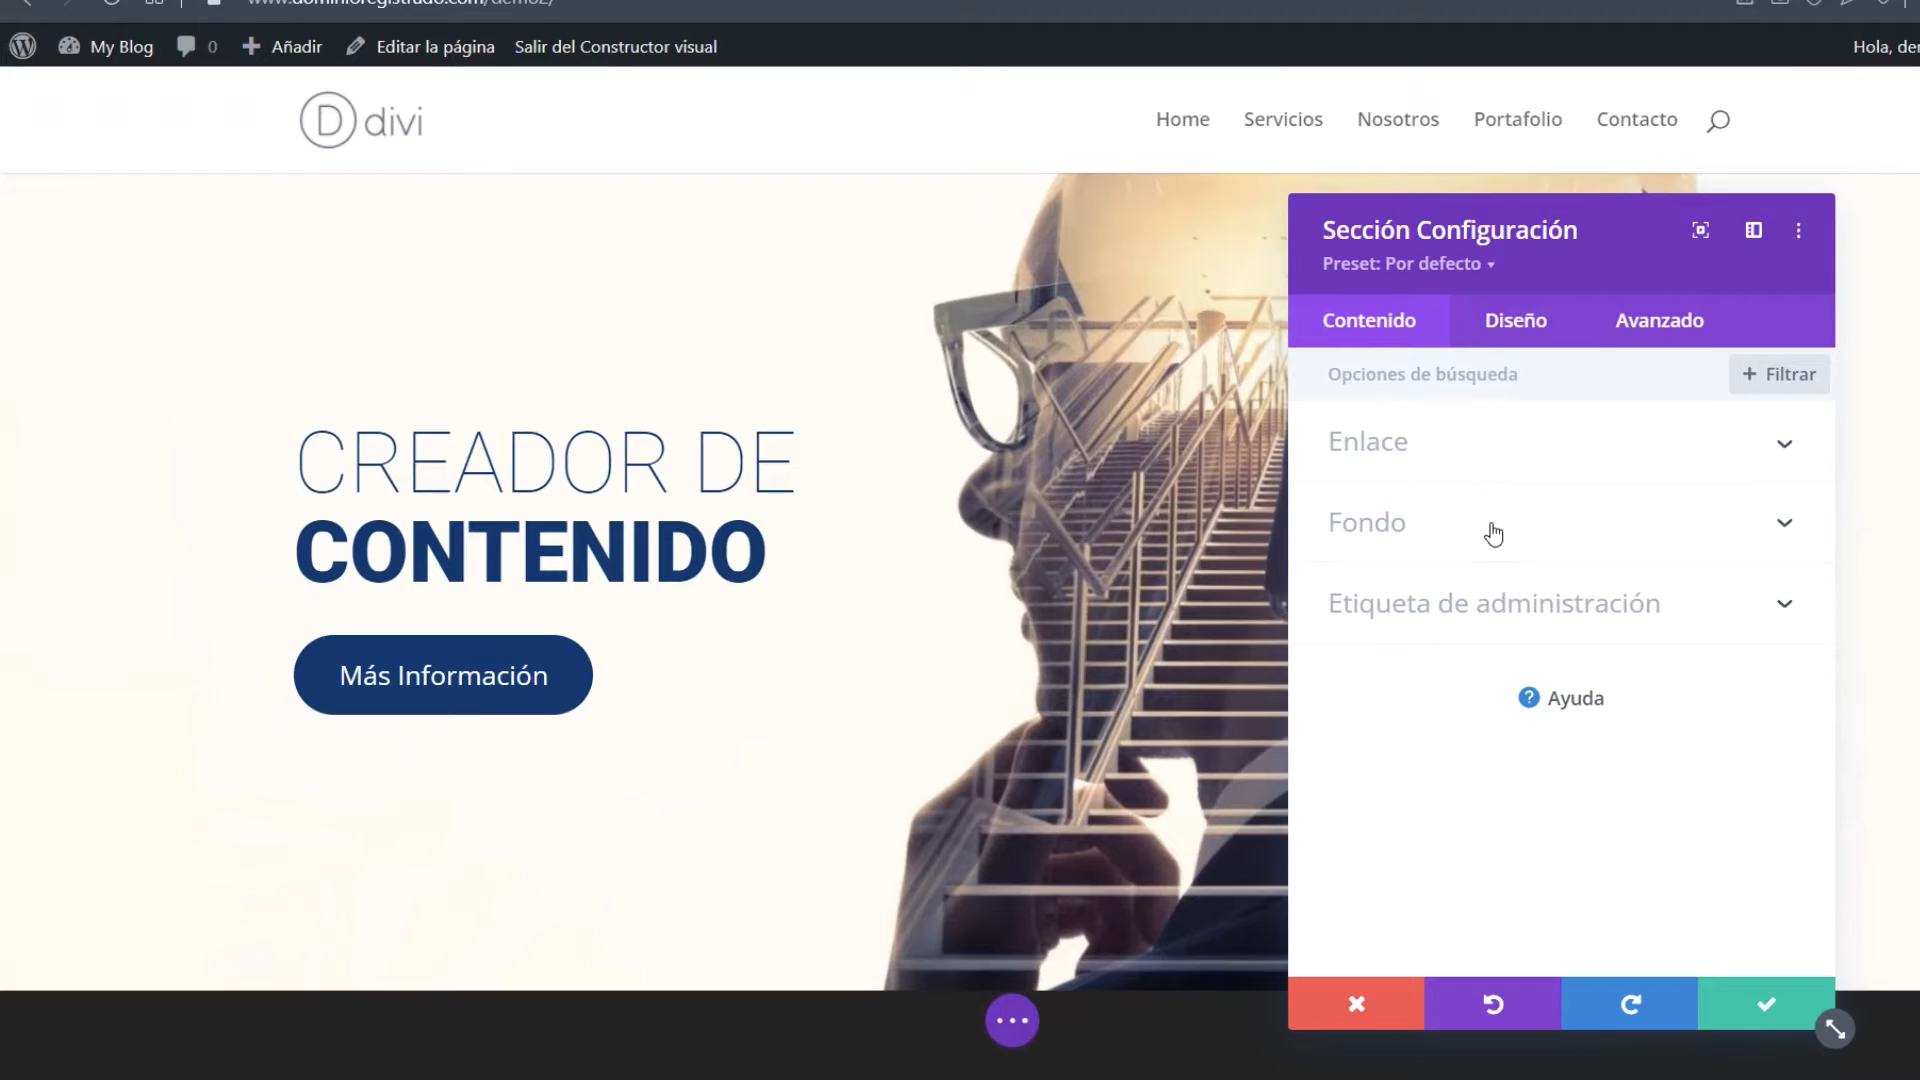 www.dominioregistrado.com/demo2/
My Blog 0 Añadir Editar la página Salir del Constructor visual Hola,
divi
Home Servicios Nosotros Portafolio Contacto
Sección Configuración
Preset: Por defecto
Contenido Diseño Avanzado
Opciones de búsqueda
+ Filtrar
Enlace
Fondo
Etiqueta de administración
Ayuda
CREADOR DE
CONTENIDO
Más Información